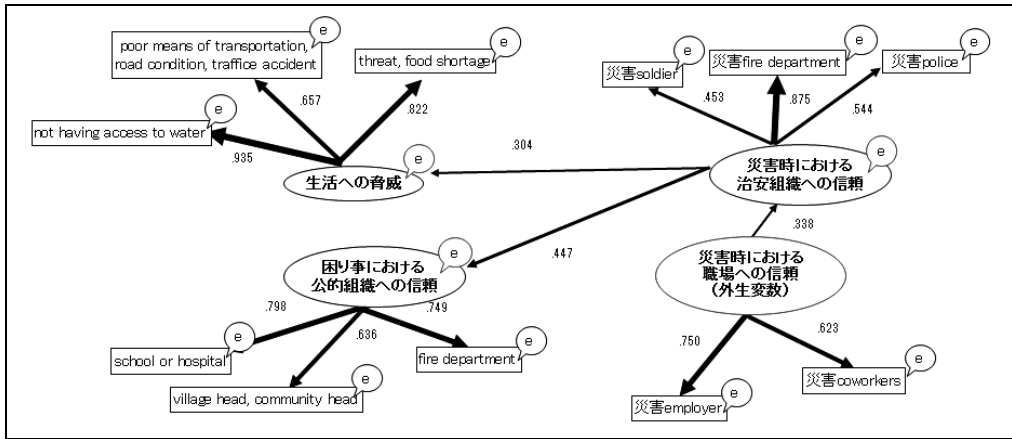 e
poor means of transportation,
road condition, traffice accident
e
threat, food shortage
e
not having access to water
.657
.822
.935
e
生活への脅威
e
災害soldier
e
災害fire department
e
災害police
.453
.875
.544
e
災害時における
治安組織への信頼
.304
.447
.338
e
困り事における
公的組織への信頼
災害時における
職場への信頼
（外生変数）
.798
.636
.749
e
school or hospital
e
village head, community head
e
fire department
.750
.623
e
災害employer
e
災害coworkers